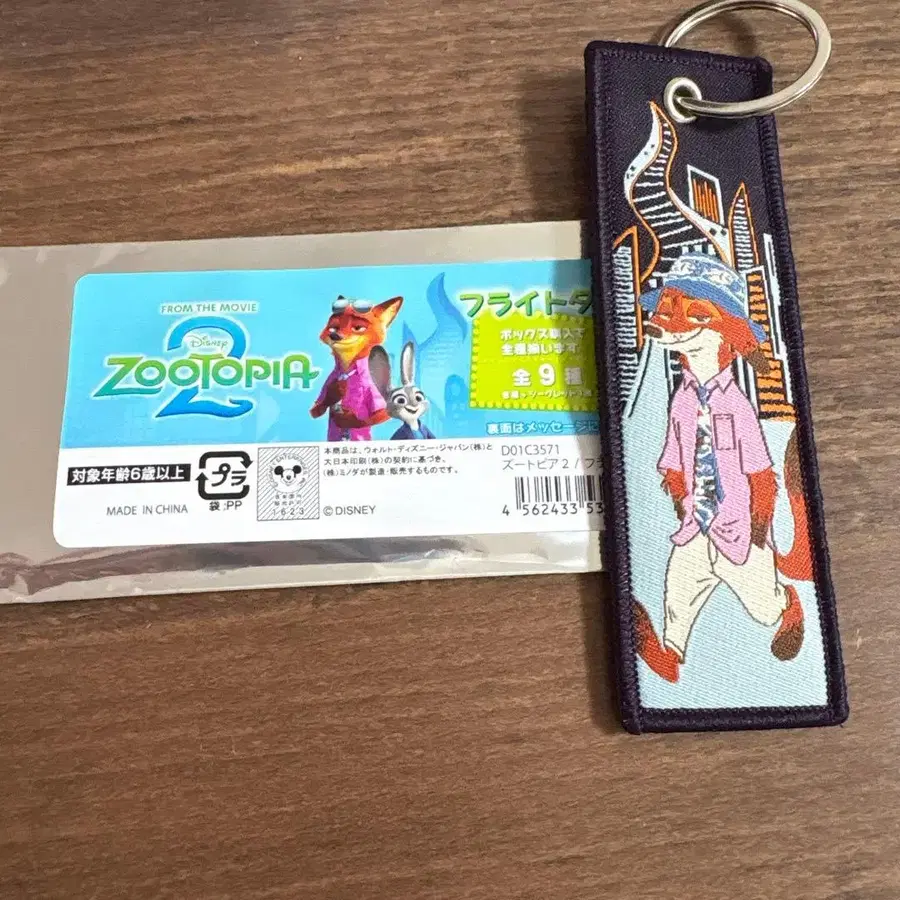 FROM THE MOVIE
Disney
ZOOTOPIA
2
フライトタ
ボックス購入で
全種揃います。
全9種
裏面はメッセージに
対象年齢6歳以上
プラ
袋:PP
MADE IN CHINA
1623
©DISNEY
本商品は、ウォルト・ディズニー・ジャパン(株)と
大日本印刷(株)の契約に基づき、
(株)ミノダが製造・販売するものです。
D01C3571
ズートピア2/フラ
4 562433 53